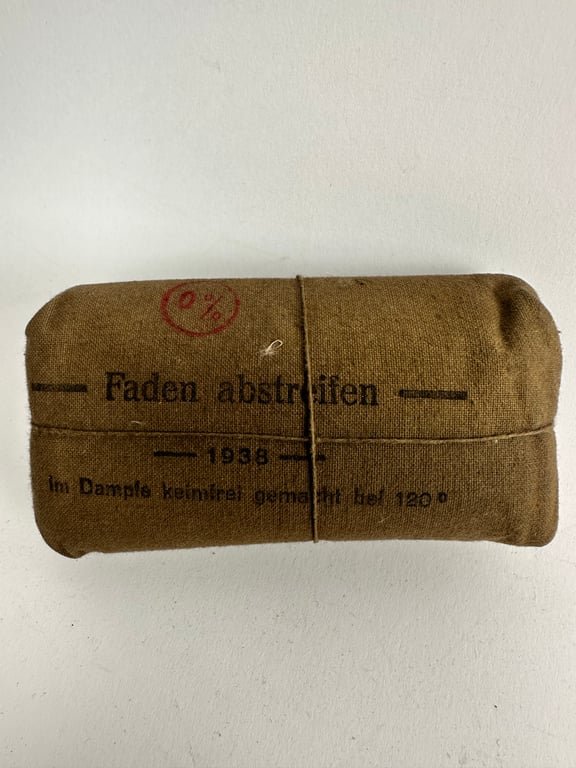 0%
— Faden abstreifen —
— 1938 —
Im Dampfe keimfrei gemacht bei 120°